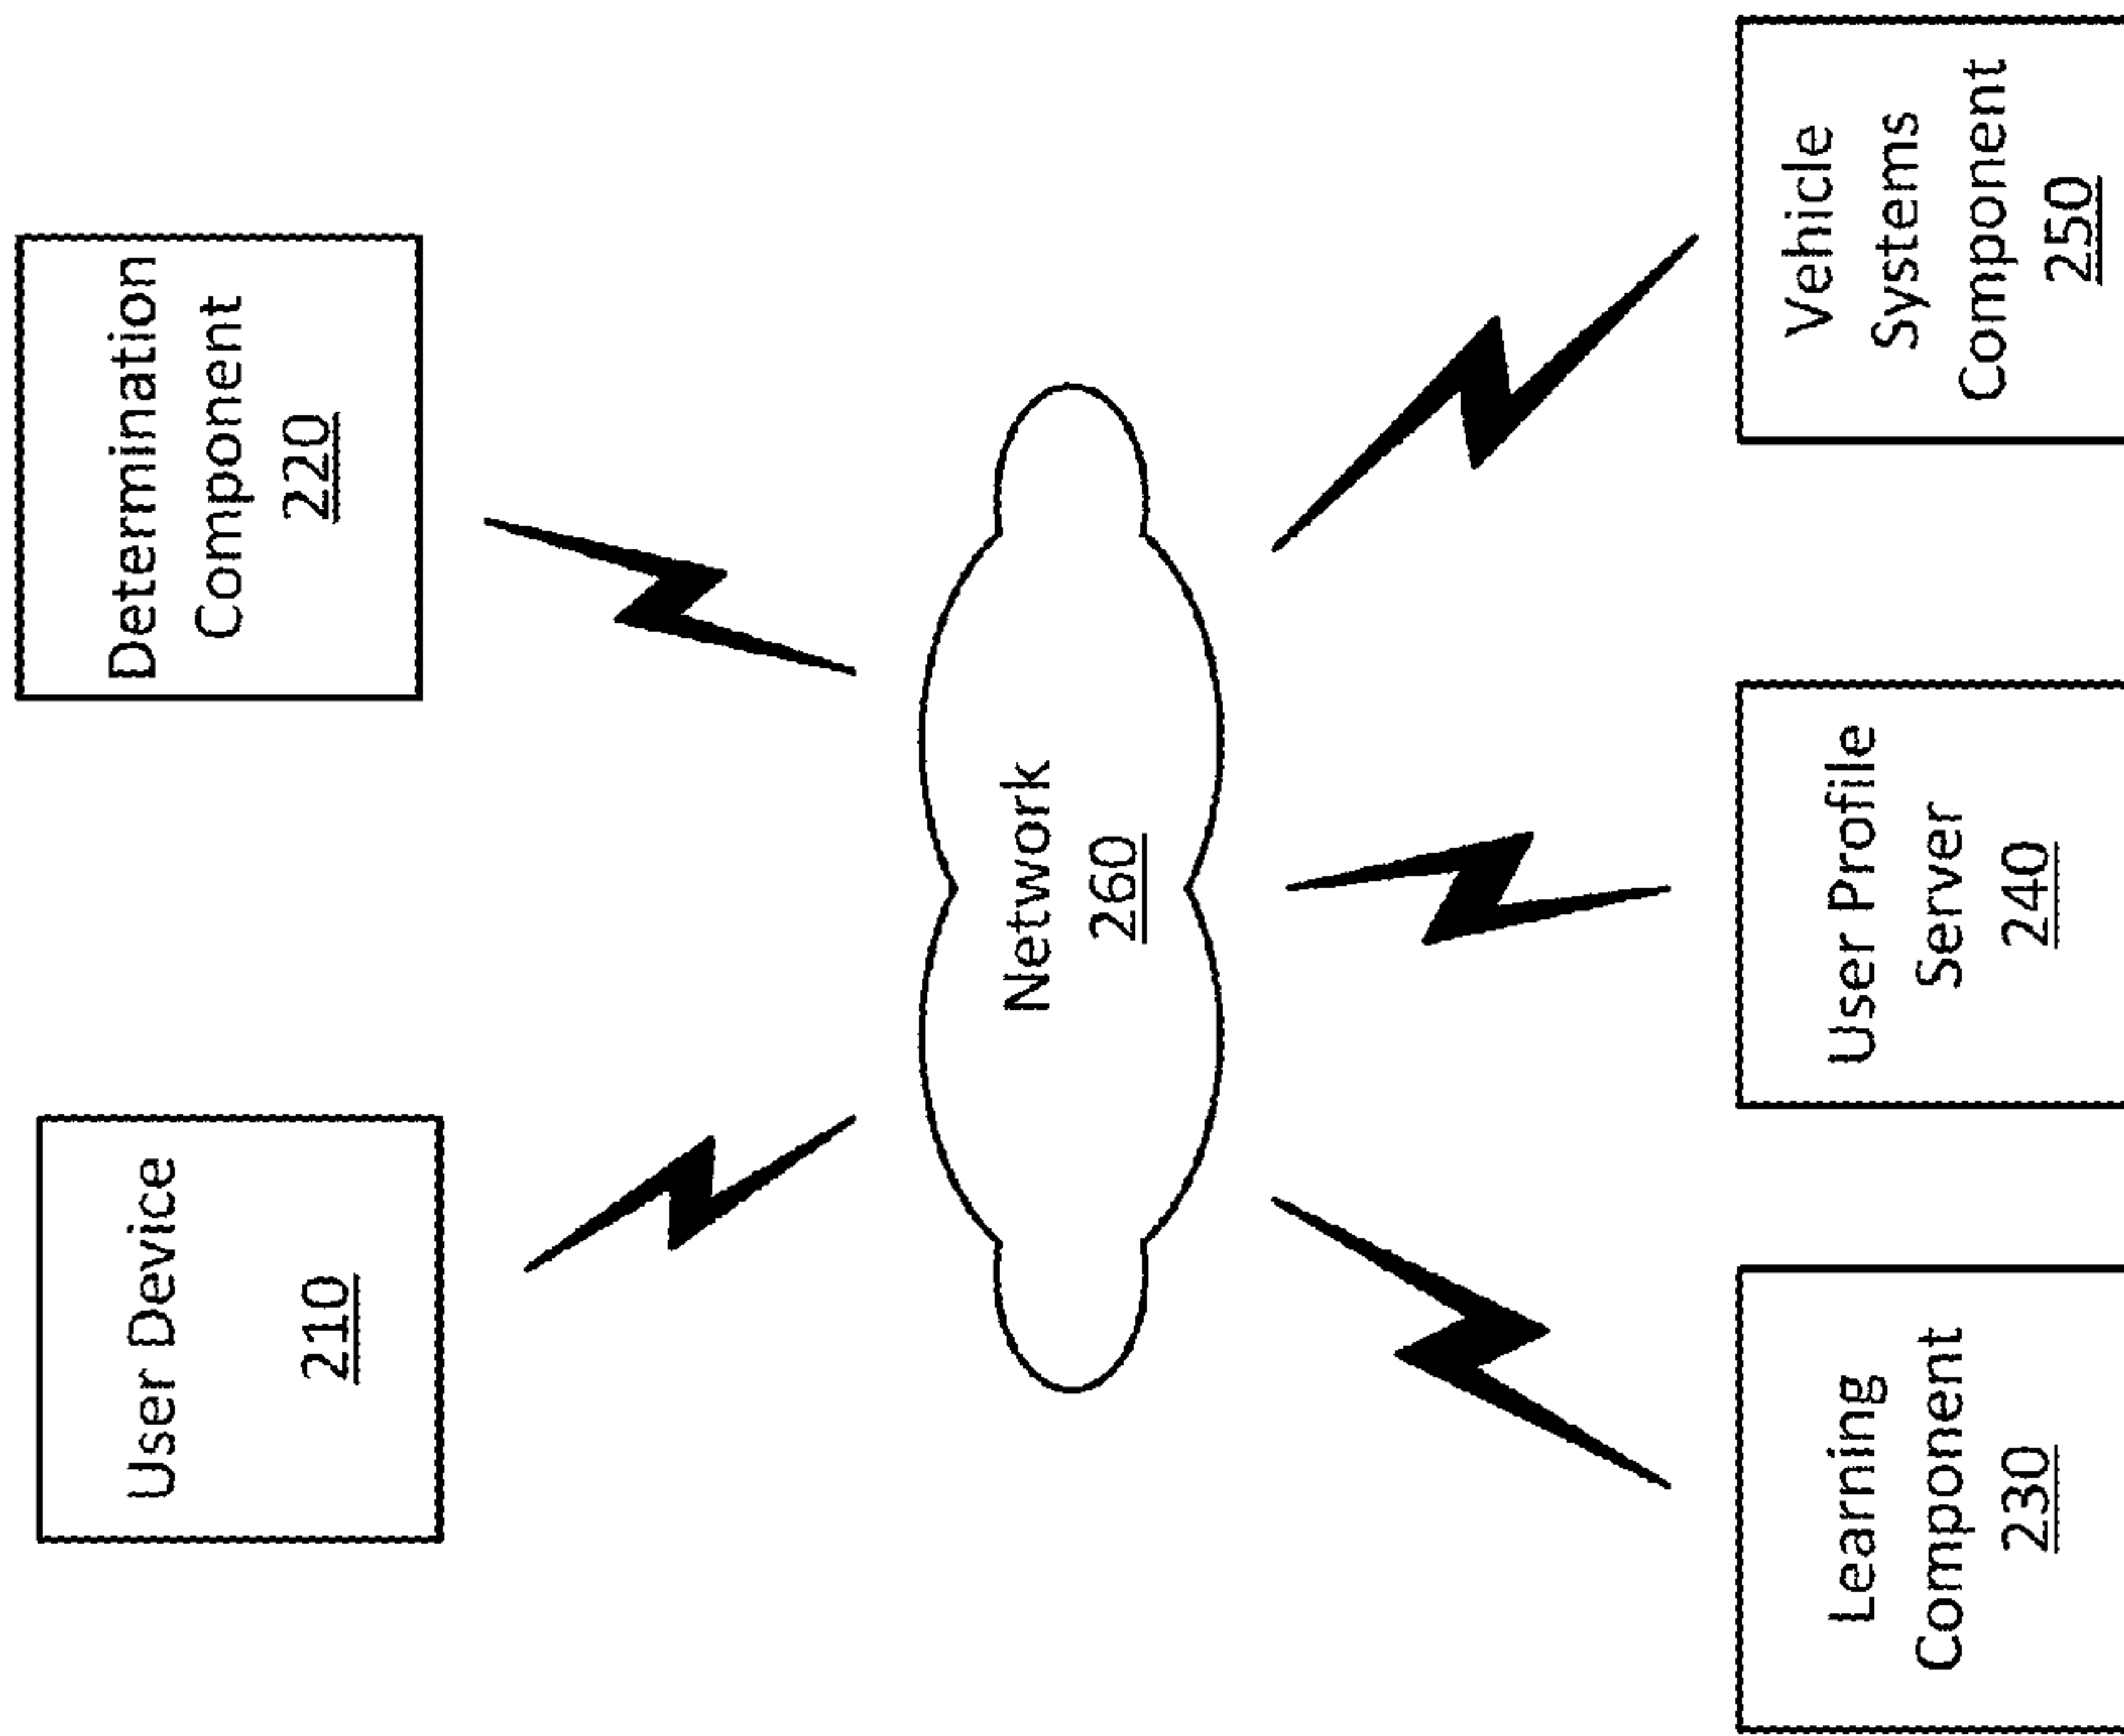 User Device
210
Determination
Component
220
Network
260
Learning
Component
230
User Profile
Server
240
Vehicle
Systems
Component
250